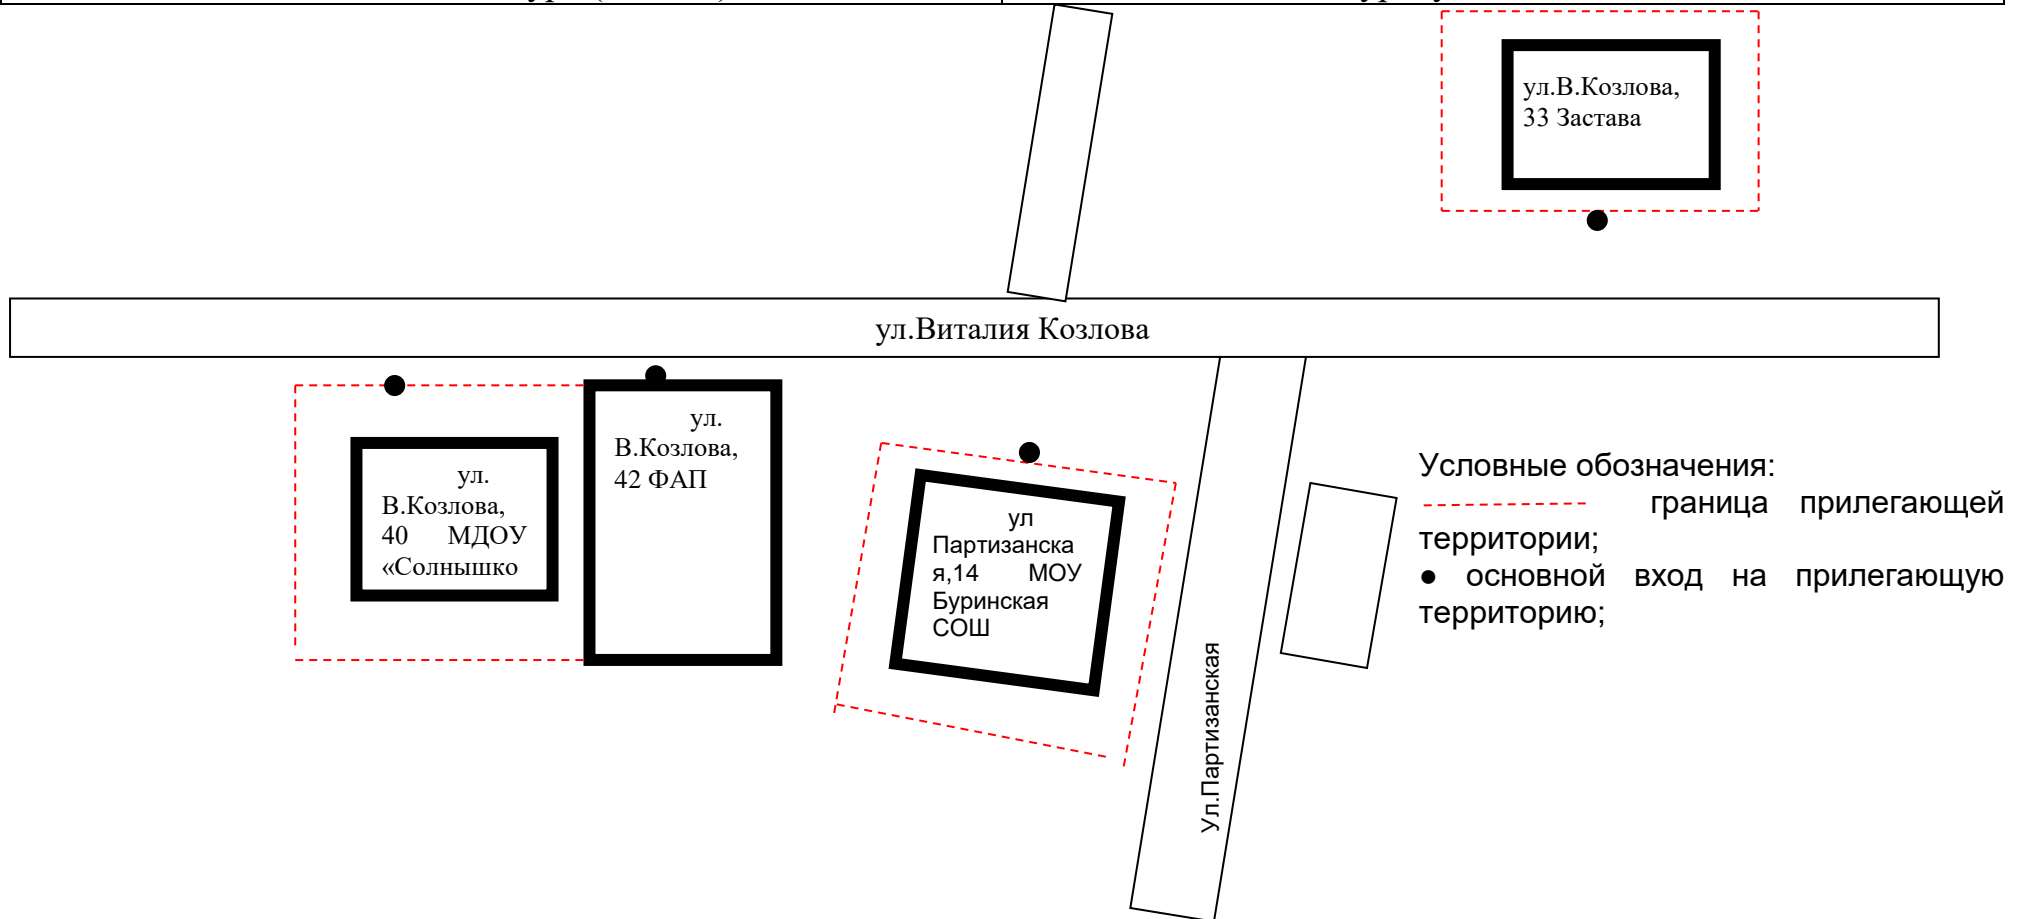 ул.В.Козлова,
33 Застава
ул.Виталия Козлова
ул.
В.Козлова,
40 МДОУ
«Солнышко
ул.
В.Козлова,
42 ФАП
ул
Партизанска
я,14 МОУ
Буринская
СОШ
Ул.Партизанская
Условные обозначения:
граница прилегающей
территории;
● основной вход на прилегающую
территорию;